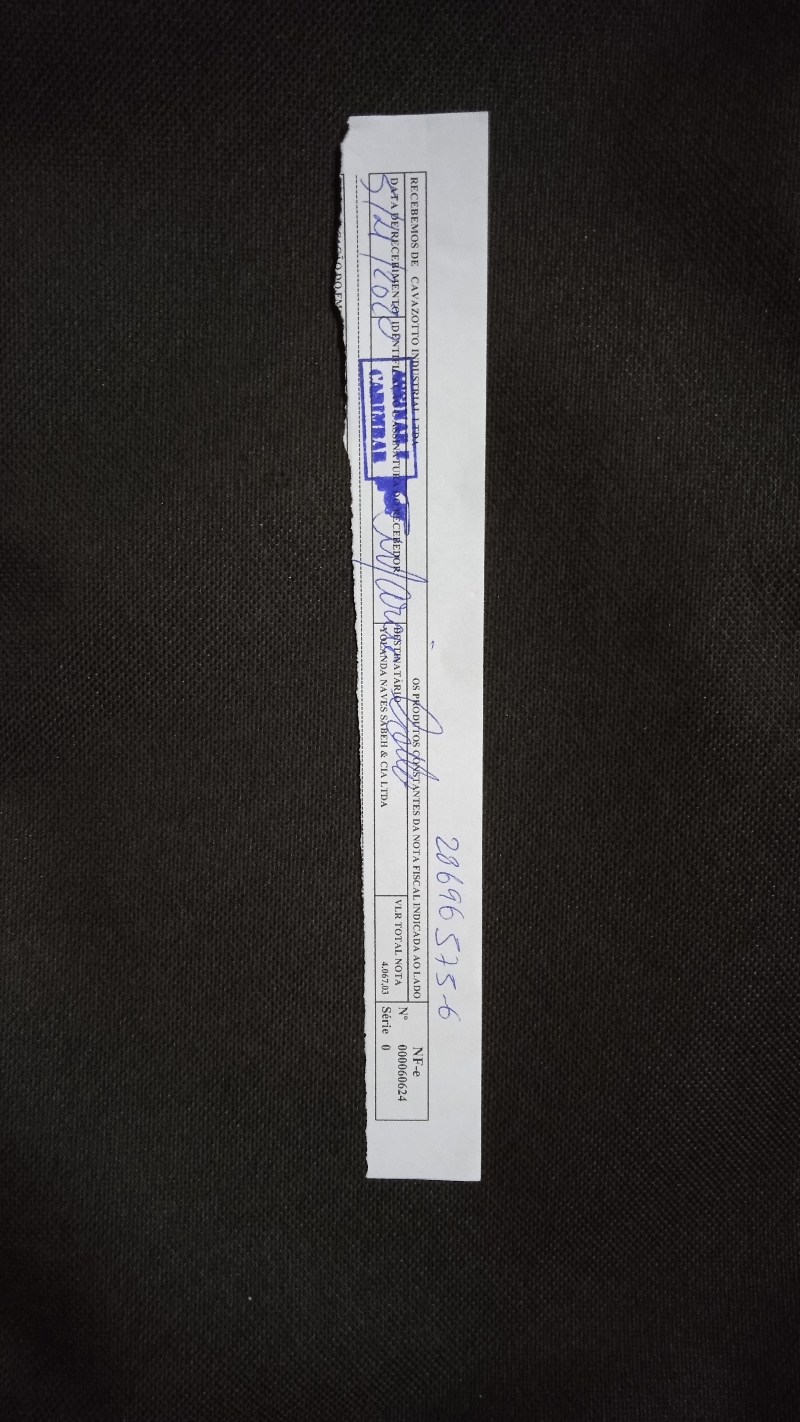 28696575-6
RECEBEMOS DE CAVAZOTTO INDUSTRIAL LTDA OS PRODUTOS CONSTANTES DA NOTA FISCAL INDICADA AO LADO
NF-e
DATA DE RECEBIMENTO IDENTIFICAÇÃO E ASSINATURA DO RECEBEDOR DESTINATÁRIO VLR TOTAL NOTA
Nº 000060624
YOLANDA NAVES SABEH & CIA LTDA 4.067,03
Série 0
CARIMBAR